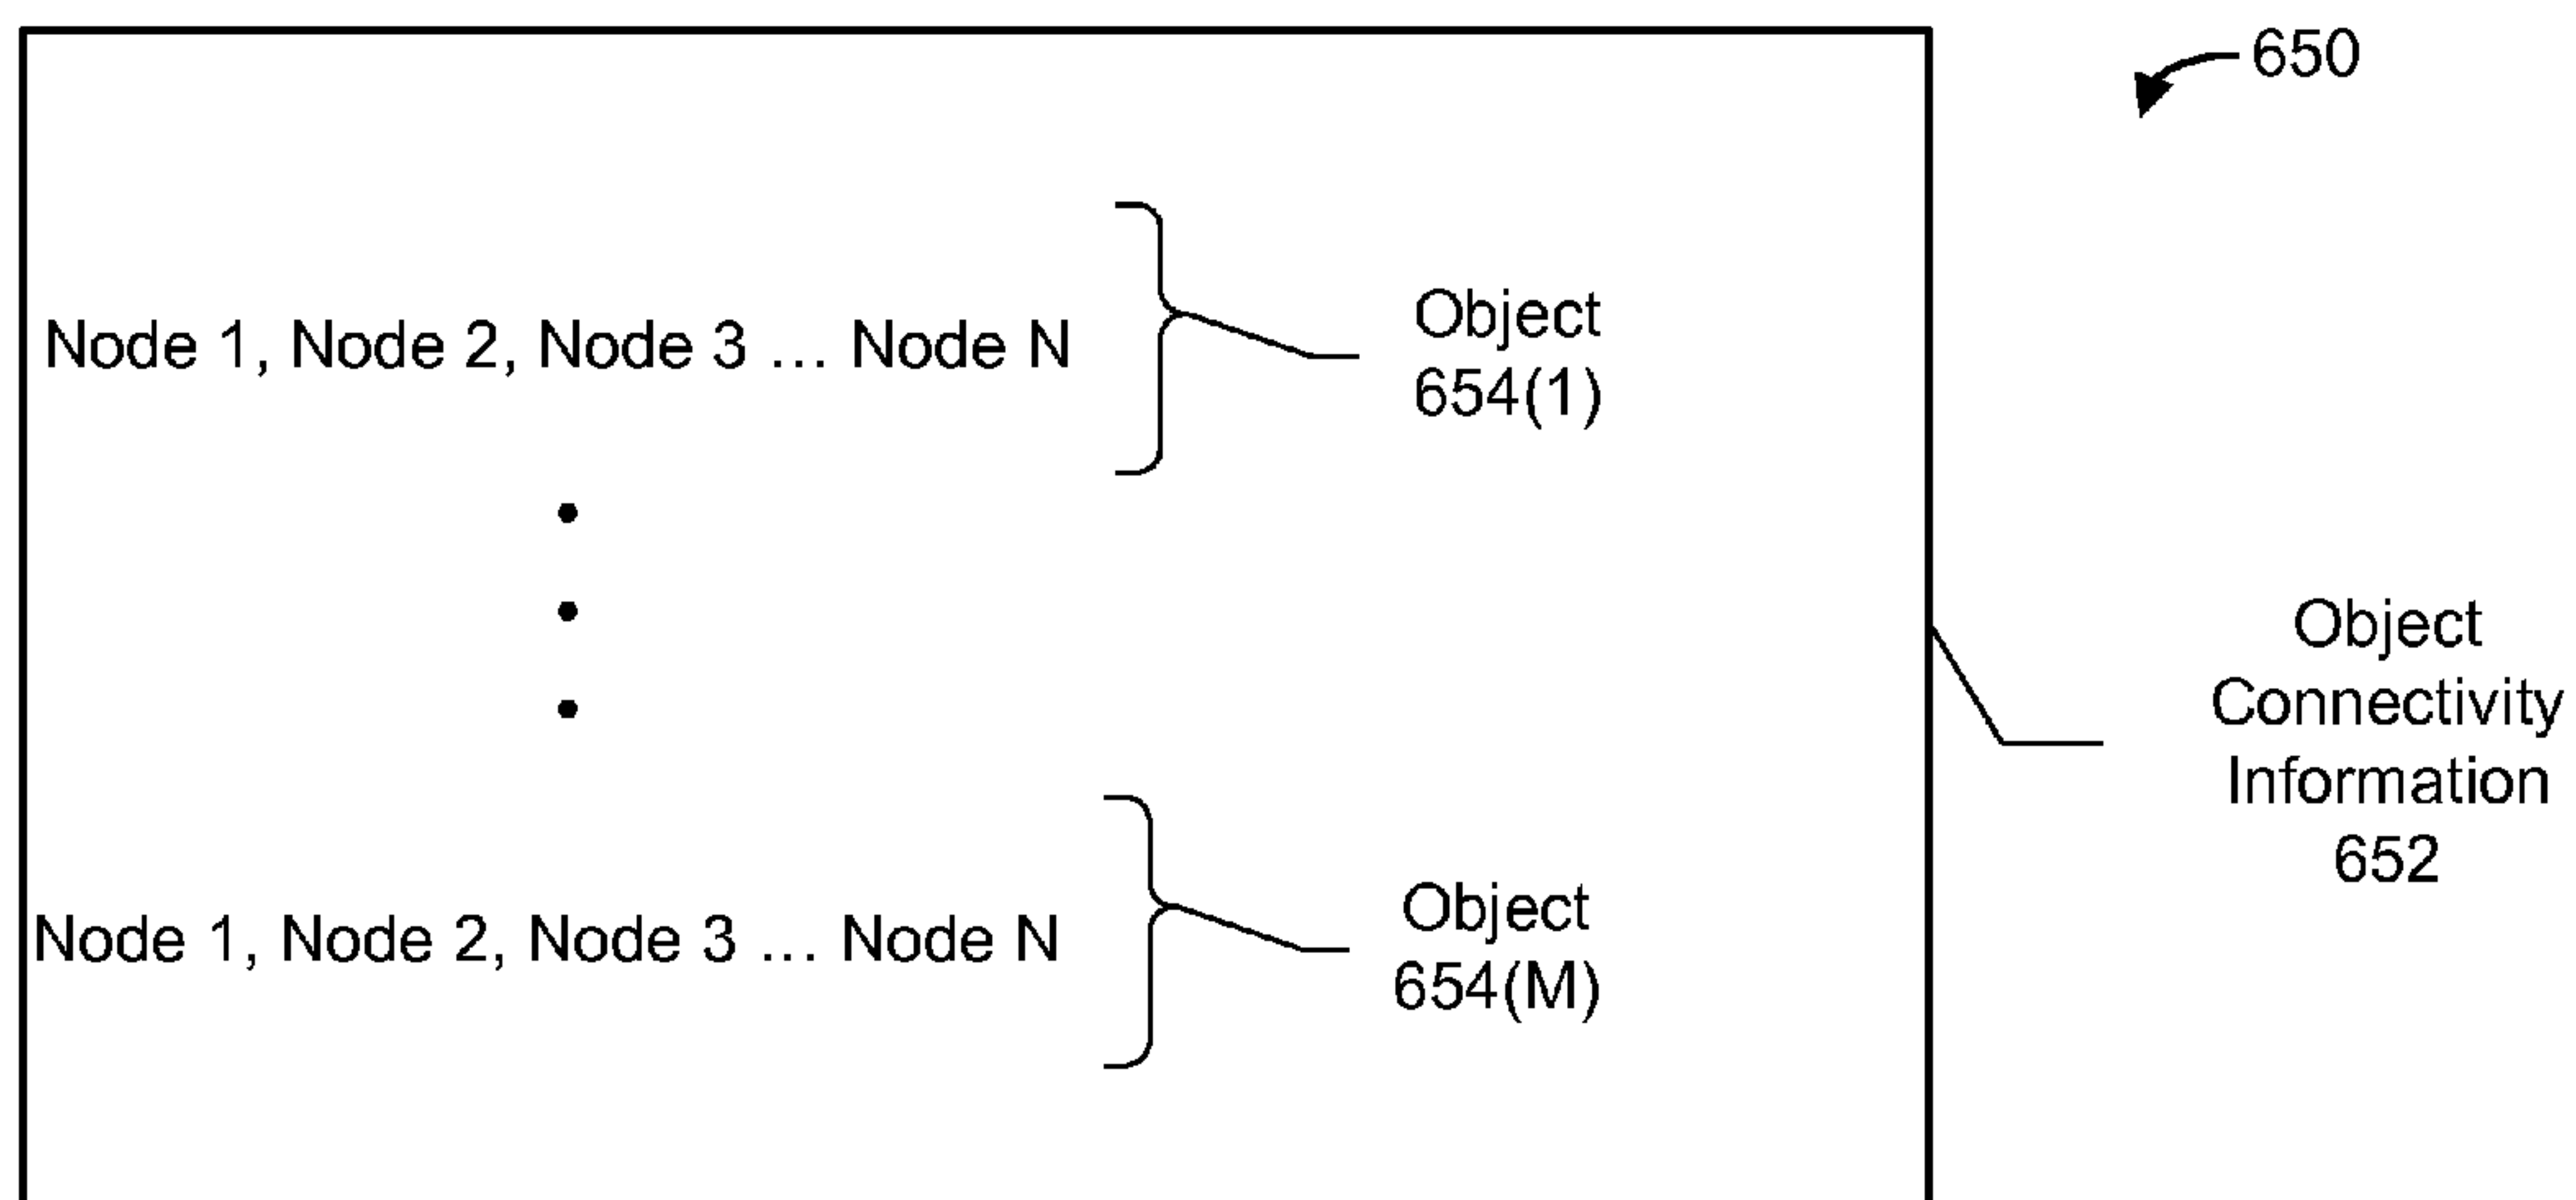 650
Node 1, Node 2, Node 3 ... Node N
Object
654(1)
Object
Connectivity
Information
652
Node 1, Node 2, Node 3 ... Node N
Object
654(M)